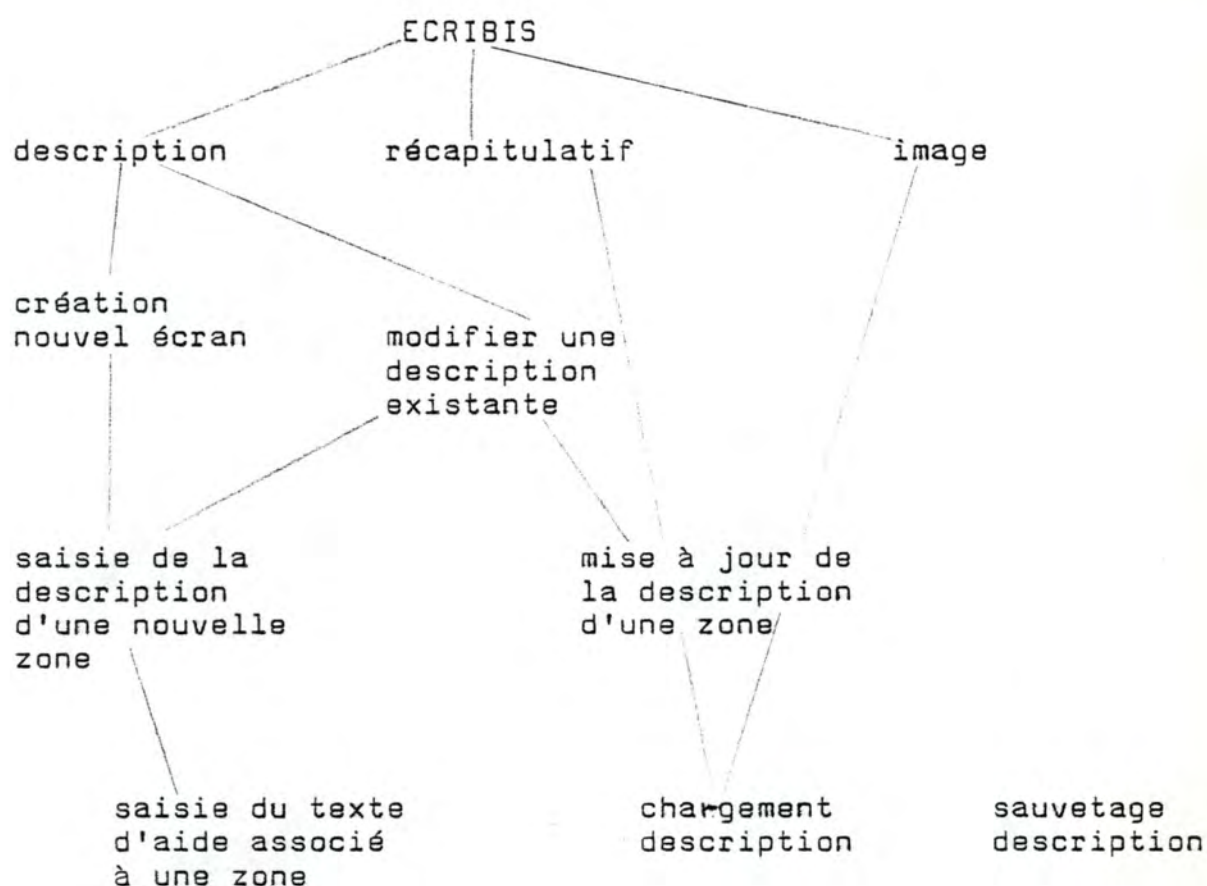 ECRIBIS
description
récapitulatif
image
création
nouvel écran
modifier une
description
existante
saisie de la
description
d'une nouvelle
zone
mise à jour de
la description
d'une zone
saisie du texte
d'aide associé
à une zone
chargement
description
sauvetage
description